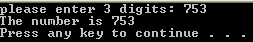 please enter 3 digits: 753
The number is 753
Press any key to continue . . .